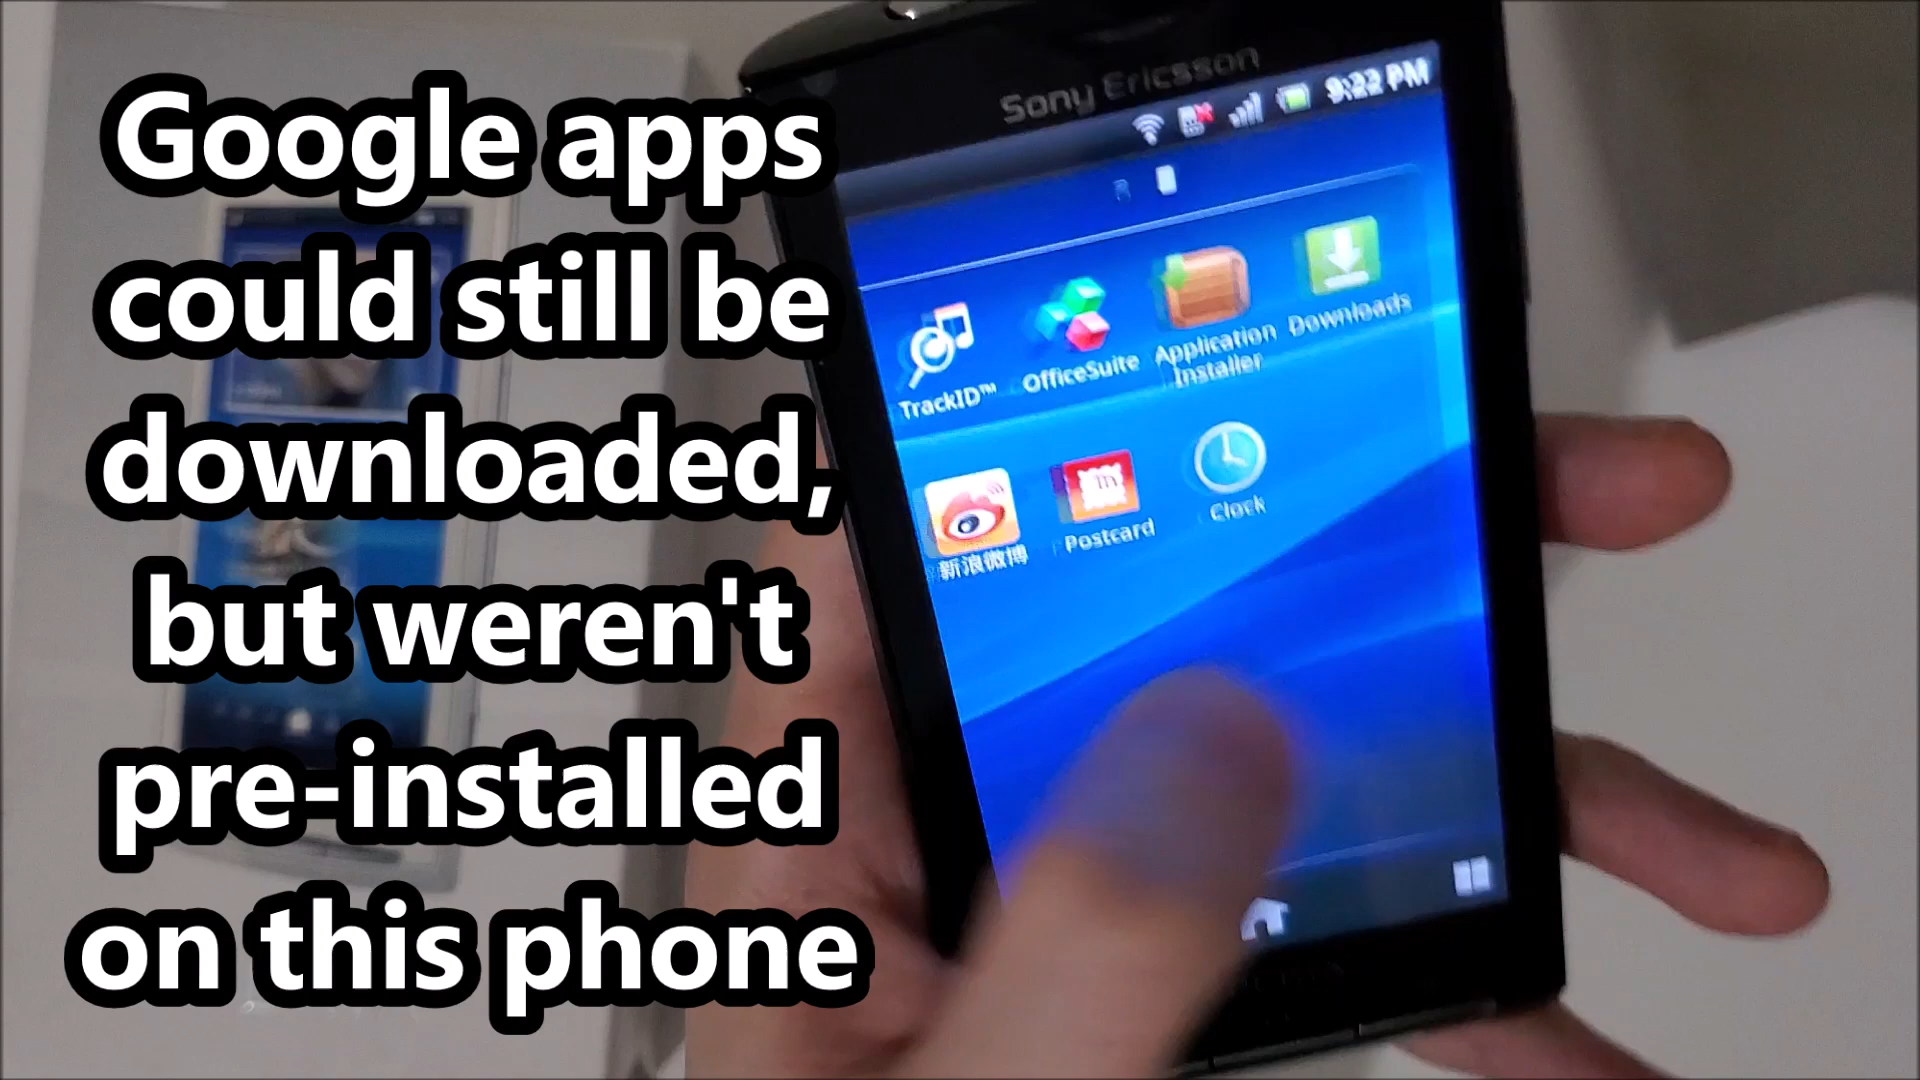 Google apps
could still be
downloaded,
but weren't
pre-installed
on this phone
Sony Ericsson
9:22 PM
TrackID™
OfficeSuite
Application
Installer
Downloads
新浪微博
Postcard
Clock